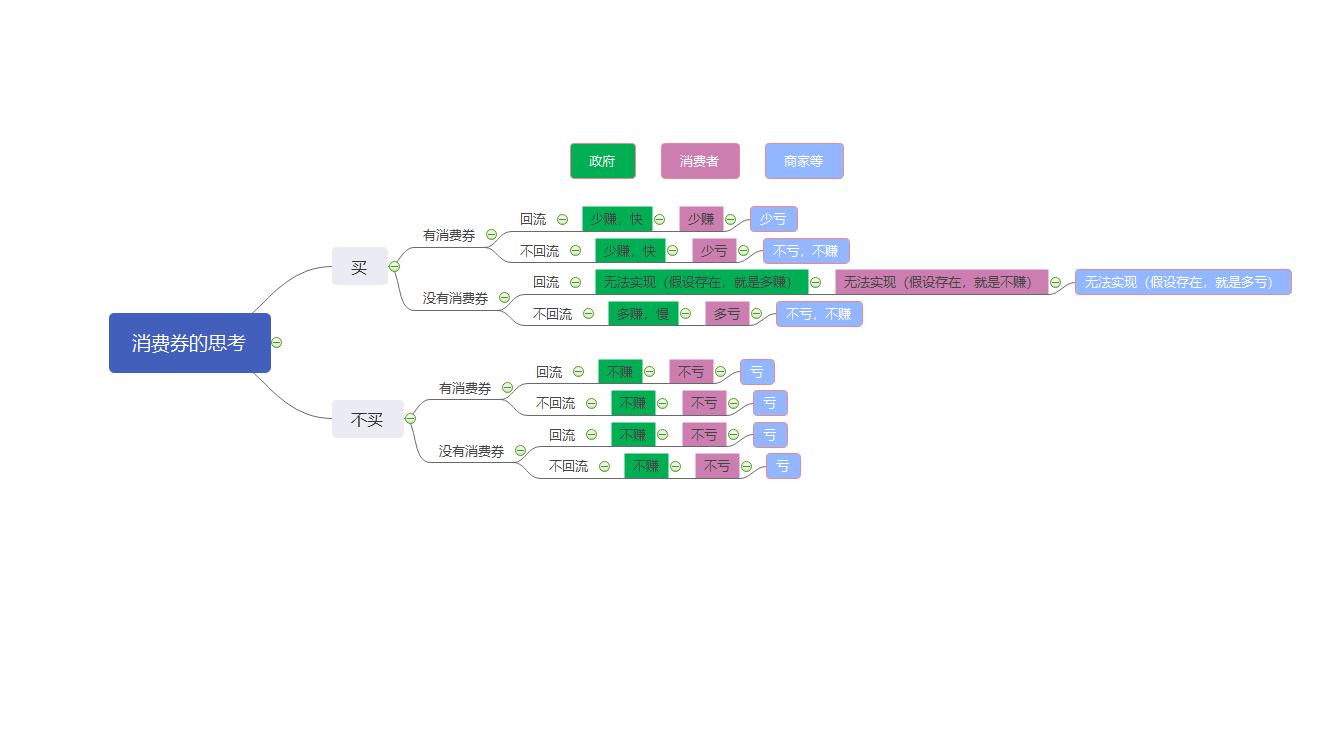 政府
消费者
商家等
消费券的思考
买
有消费券
回流
少赚，快
少赚
少亏
不回流
少赚，快
少亏
不亏，不赚
没有消费券
回流
无法实现（假设存在，就是多赚）
无法实现（假设存在，就是不赚）
无法实现（假设存在，就是多亏）
不回流
多赚，慢
多亏
不亏，不赚
不买
有消费券
回流
不赚
不亏
亏
不回流
不赚
不亏
亏
没有消费券
回流
不赚
不亏
亏
不回流
不赚
不亏
亏